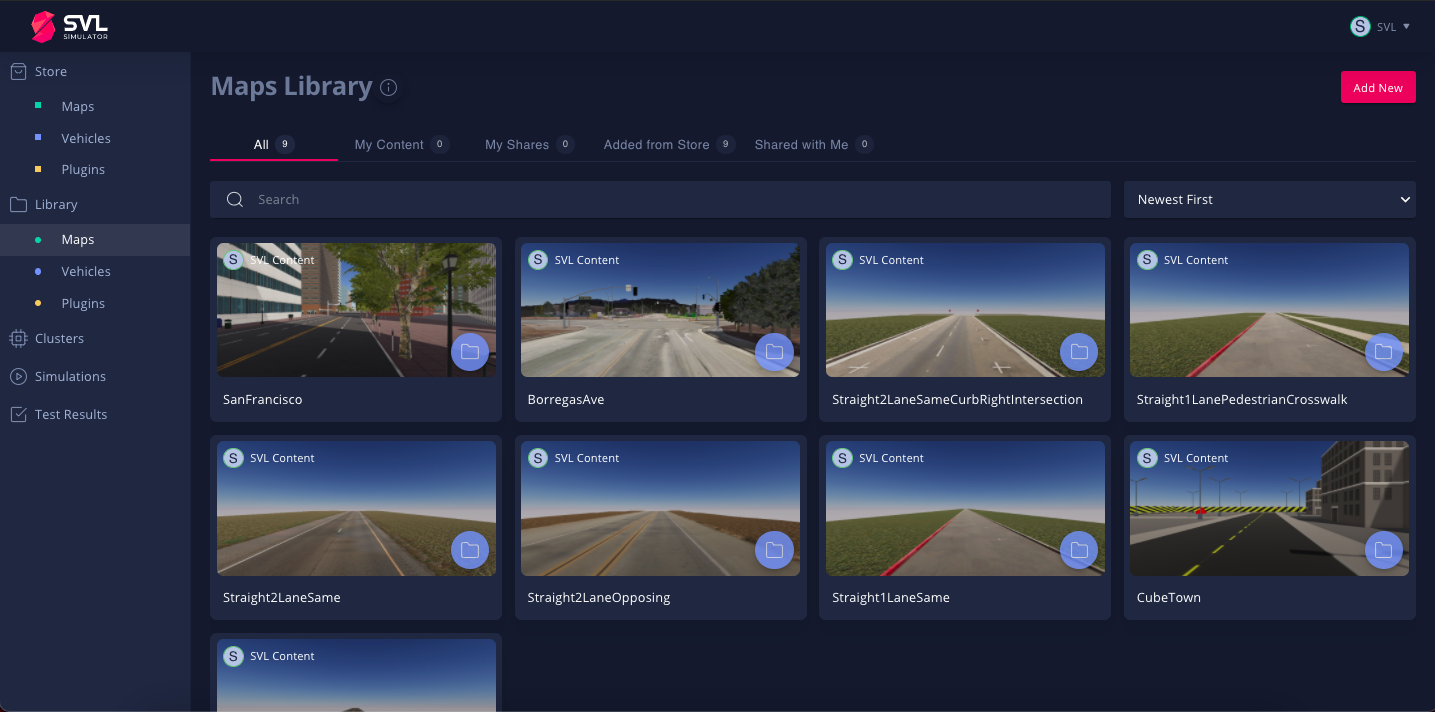 SVL
SIMULATOR
S SVL
Store
Maps
Vehicles
Plugins
Library
Maps
Vehicles
Plugins
Clusters
Simulations
Test Results
Maps Library
Add New
All 9
My Content 0
My Shares 0
Added from Store 9
Shared with Me 0
Search
Newest First
S SVL Content
SanFrancisco
S SVL Content
BorregasAve
S SVL Content
Straight2LaneSameCurbRightIntersection
S SVL Content
Straight1LanePedestrianCrosswalk
S SVL Content
Straight2LaneSame
S SVL Content
Straight2LaneOpposing
S SVL Content
Straight1LaneSame
S SVL Content
CubeTown
S SVL Content